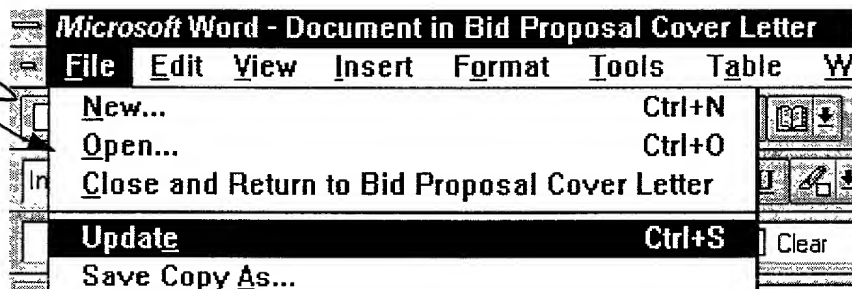 Microsoft Word - Document in Bid Proposal Cover Letter
File Edit View Insert Format Tools Table W
New... Ctrl+N
Open... Ctrl+O
In
Close and Return to Bid Proposal Cover Letter
U
Update Ctrl+S
Clear
Save Copy As...